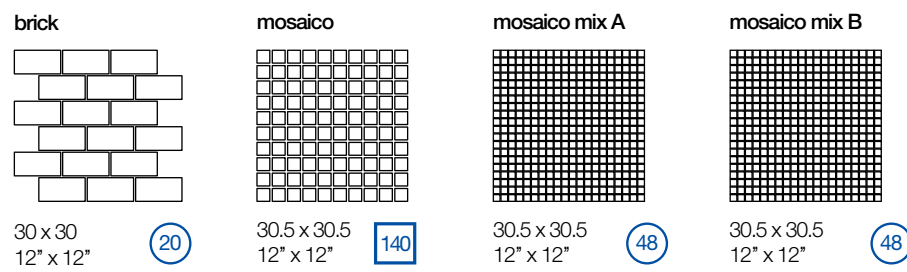 brick
30 x 30
12” x 12”
20
mosaico
30.5 x 30.5
12” x 12”
140
mosaico mix A
30.5 x 30.5
12” x 12”
48
mosaico mix B
30.5 x 30.5
12” x 12”
48